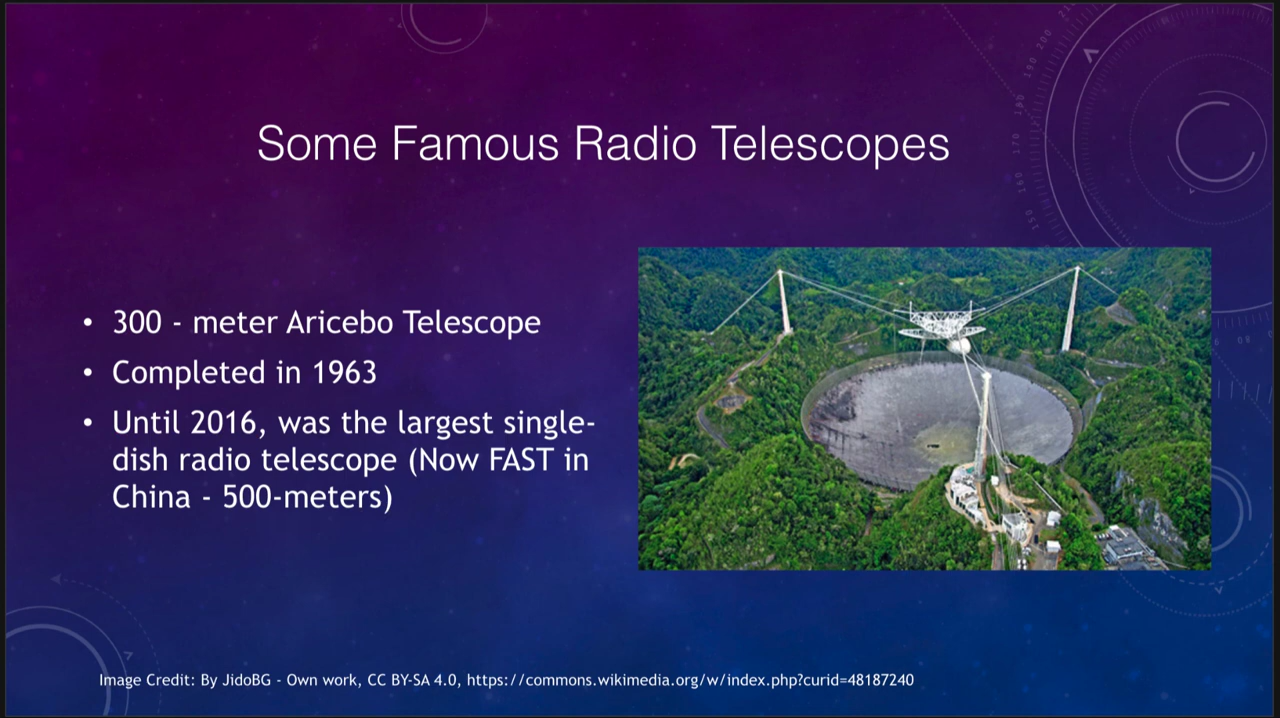 Some Famous Radio Telescopes
• 300 - meter Aricebo Telescope
• Completed in 1963
• Until 2016, was the largest single-
dish radio telescope (Now FAST in
China - 500-meters)
Image Credit: By JidoBG - Own work, CC BY-SA 4.0, https://commons.wikimedia.org/w/index.php?curid=48187240